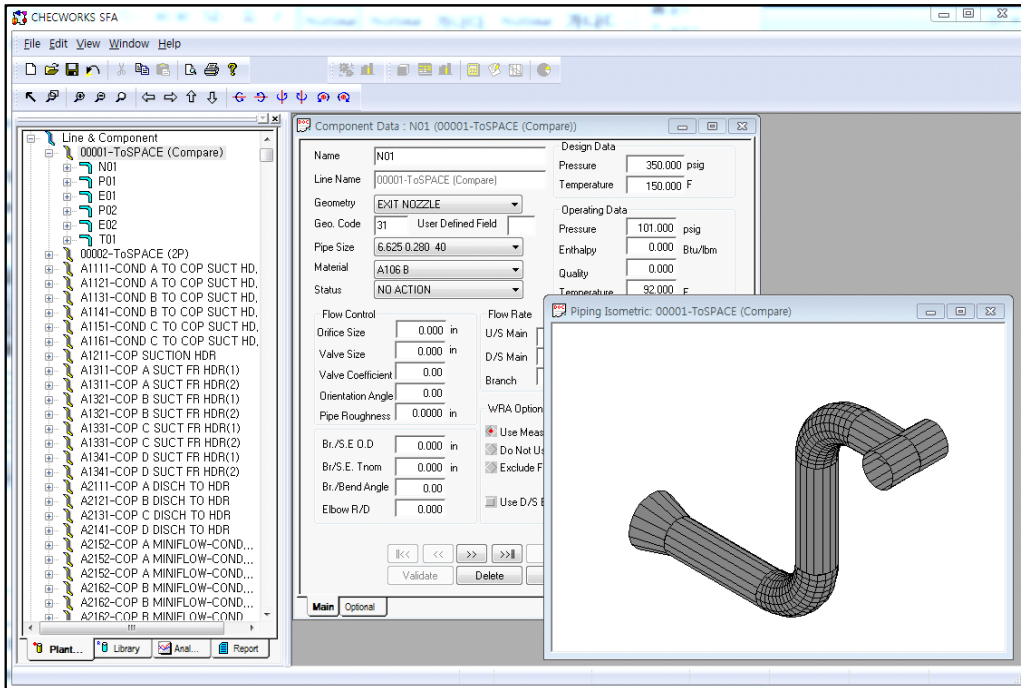 CHECWORKS SFA
File Edit View Window Help
Line & Component
00001-ToSPACE (Compare)
N01
P01
E01
P02
E02
T01
00002-ToSPACE (2P)
A1111-COND A TO COP SUCT HD,
A1121-COND A TO COP SUCT HD,
A1131-COND B TO COP SUCT HD,
A1141-COND B TO COP SUCT HD,
A1151-COND C TO COP SUCT HD,
A1161-COND C TO COP SUCT HD,
A1211-COP SUCTION HDR
A1311-COP A SUCT FR HDR(1)
A1311-COP A SUCT FR HDR(2)
A1321-COP B SUCT FR HDR(1)
A1321-COP B SUCT FR HDR(2)
A1331-COP C SUCT FR HDR(1)
A1331-COP C SUCT FR HDR(2)
A1341-COP D SUCT FR HDR(1)
A1341-COP D SUCT FR HDR(2)
A2111-COP A DISCH TO HDR
A2121-COP B DISCH TO HDR
A2131-COP C DISCH TO HDR
A2141-COP D DISCH TO HDR
A2152-COP A MINIFLOW-COND...
A2152-COP A MINIFLOW-COND...
A2162-COP B MINIFLOW-COND...
A2162-COP B MINIFLOW-COND...
A2162-COP B MINIFLOW-COND
Plant... Library Anal... Report
Component Data : N01 (00001-ToSPACE (Compare))
Name N01
Line Name 00001-ToSPACE (Compare)
Geometry EXIT NOZZLE
Geo. Code 31 User Defined Field
Pipe Size 6.625 0.280 40
Material A106 B
Status NO ACTION
Design Data
Pressure 350.000 psig
Temperature 150.000 F
Operating Data
Pressure 101.000 psig
Enthalpy 0.000 Btu/lbm
Quality 0.000
Temperature 92.000 F
Flow Control
Orifice Size 0.000 in
Valve Size 0.000 in
Valve Coefficient 0.00
Orientation Angle 0.00
Pipe Roughness 0.0000 in
Br./S.E O.D 0.000 in
Br/S.E. Tnom 0.000 in
Br./Bend Angle 0.00
Elbow R/D 0.000
Flow Rate
U/S Main
D/S Main
Branch
WRA Option
Use Meas
Do Not Us
Exclude F
Use D/S E
|<< << >> >>|
Validate Delete
Main Optional
Piping Isometric: 00001-ToSPACE (Compare)